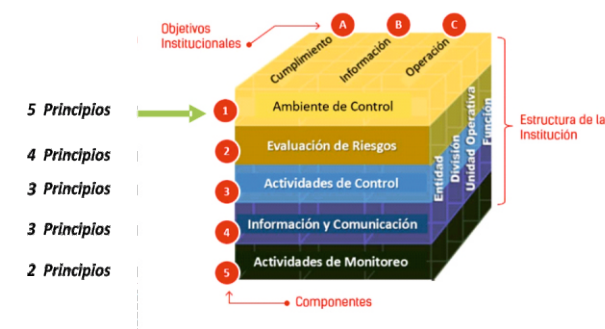 Objetivos
Institucionales
A
B
C
Cumplimiento
Información
Operación
5 Principios
1
Ambiente de Control
4 Principios
2
Evaluación de Riesgos
3 Principios
3
Actividades de Control
3 Principios
4
Información y Comunicación
2 Principios
5
Actividades de Monitoreo
Entidad
División
Unidad Operativa
Función
Estructura de la
Institución
Componentes